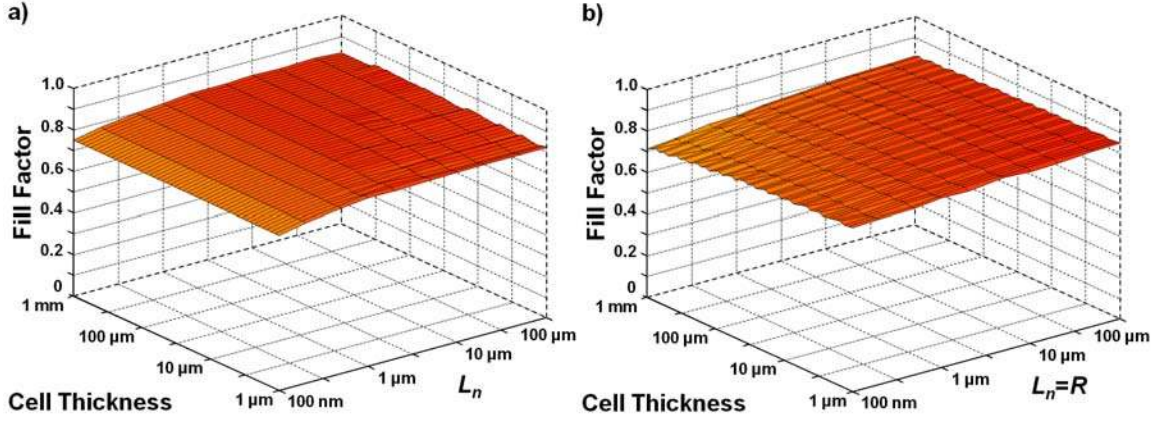 a)
1.0
0.8
0.6
0.4
0.2
0
Fill Factor
1 mm
100 µm
10 µm
1 µm
Cell Thickness
100 nm
1 µm
10 µm
100 µm
Ln
b)
1.0
0.8
0.6
0.4
0.2
0
Fill Factor
1 mm
100 µm
10 µm
1 µm
Cell Thickness
100 nm
1 µm
10 µm
100 µm
Ln=R